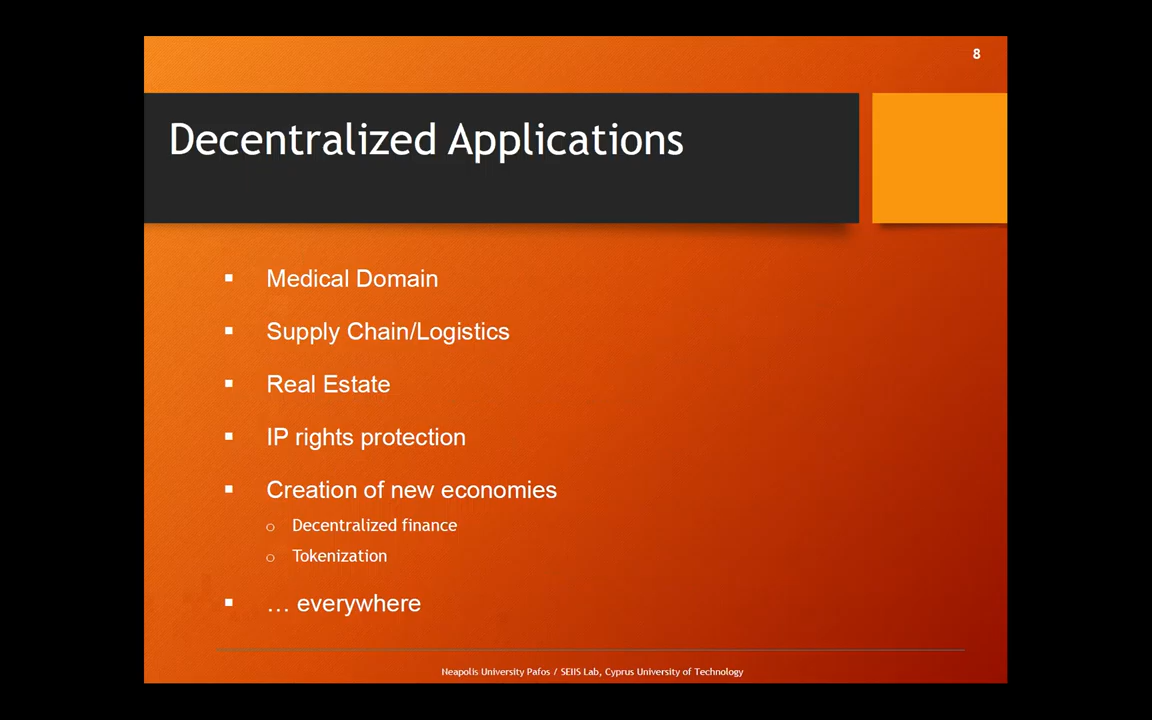 8
Decentralized Applications
▪ Medical Domain
▪ Supply Chain/Logistics
▪ Real Estate
▪ IP rights protection
▪ Creation of new economies
o Decentralized finance
o Tokenization
▪ … everywhere
Neapolis University Pafos / SEIIS Lab, Cyprus University of Technology